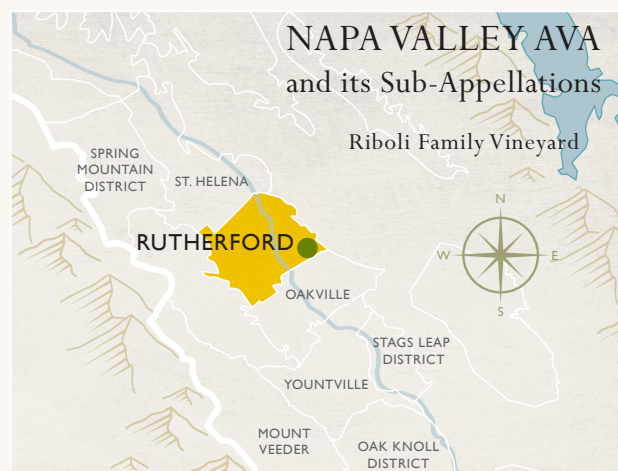 NAPA VALLEY AVA
and its Sub-Appellations
Riboli Family Vineyard
SPRING
MOUNTAIN
DISTRICT
ST. HELENA
RUTHERFORD
OAKVILLE
N
W
E
S
STAGS LEAP
DISTRICT
YOUNTVILLE
MOUNT
VEEDER
OAK KNOLL
DISTRICT